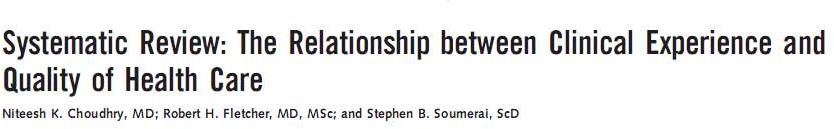 Systematic Review: The Relationship between Clinical Experience and
Quality of Health Care
Niteesh K. Choudhry, MD; Robert H. Fletcher, MD, MSc; and Stephen B. Soumerai, ScD